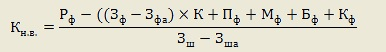 Кн.в. = (Рф − ((Зф − Зфа) × К + Пф + Мф + Бф + Кф) / (Зш − Зша)